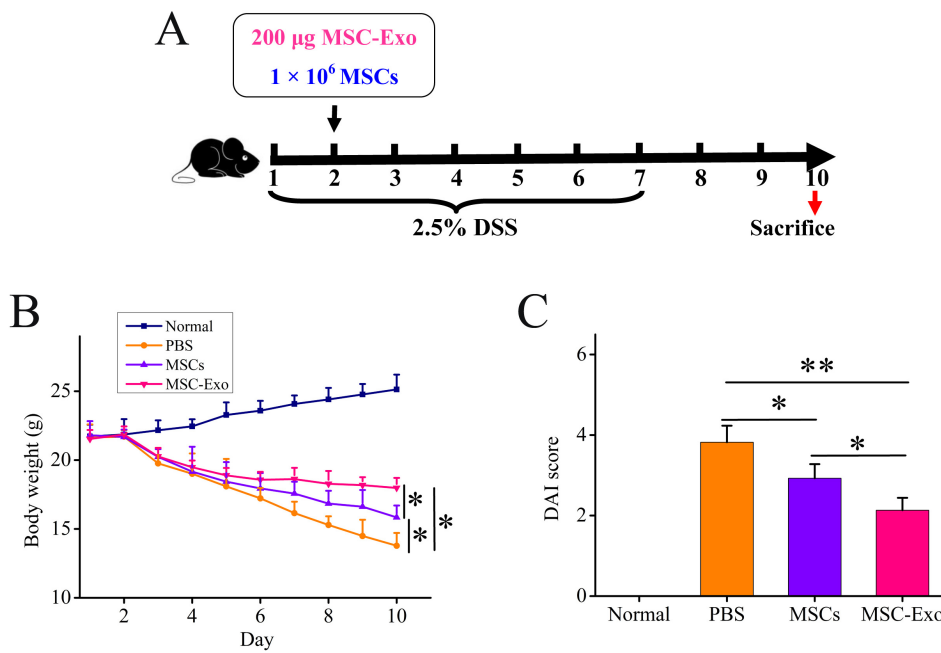 A
200 μg MSC-Exo
1 × 10⁶ MSCs
1 2 3 4 5 6 7 8 9 10
2.5% DSS
Sacrifice
B
Normal
PBS
MSCs
MSC-Exo
Body weight (g)
25
20
15
10
2 4 6 8 10
Day
*
*
*
C
DAI score
6
4
2
0
**
*
*
Normal PBS MSCs MSC-Exo